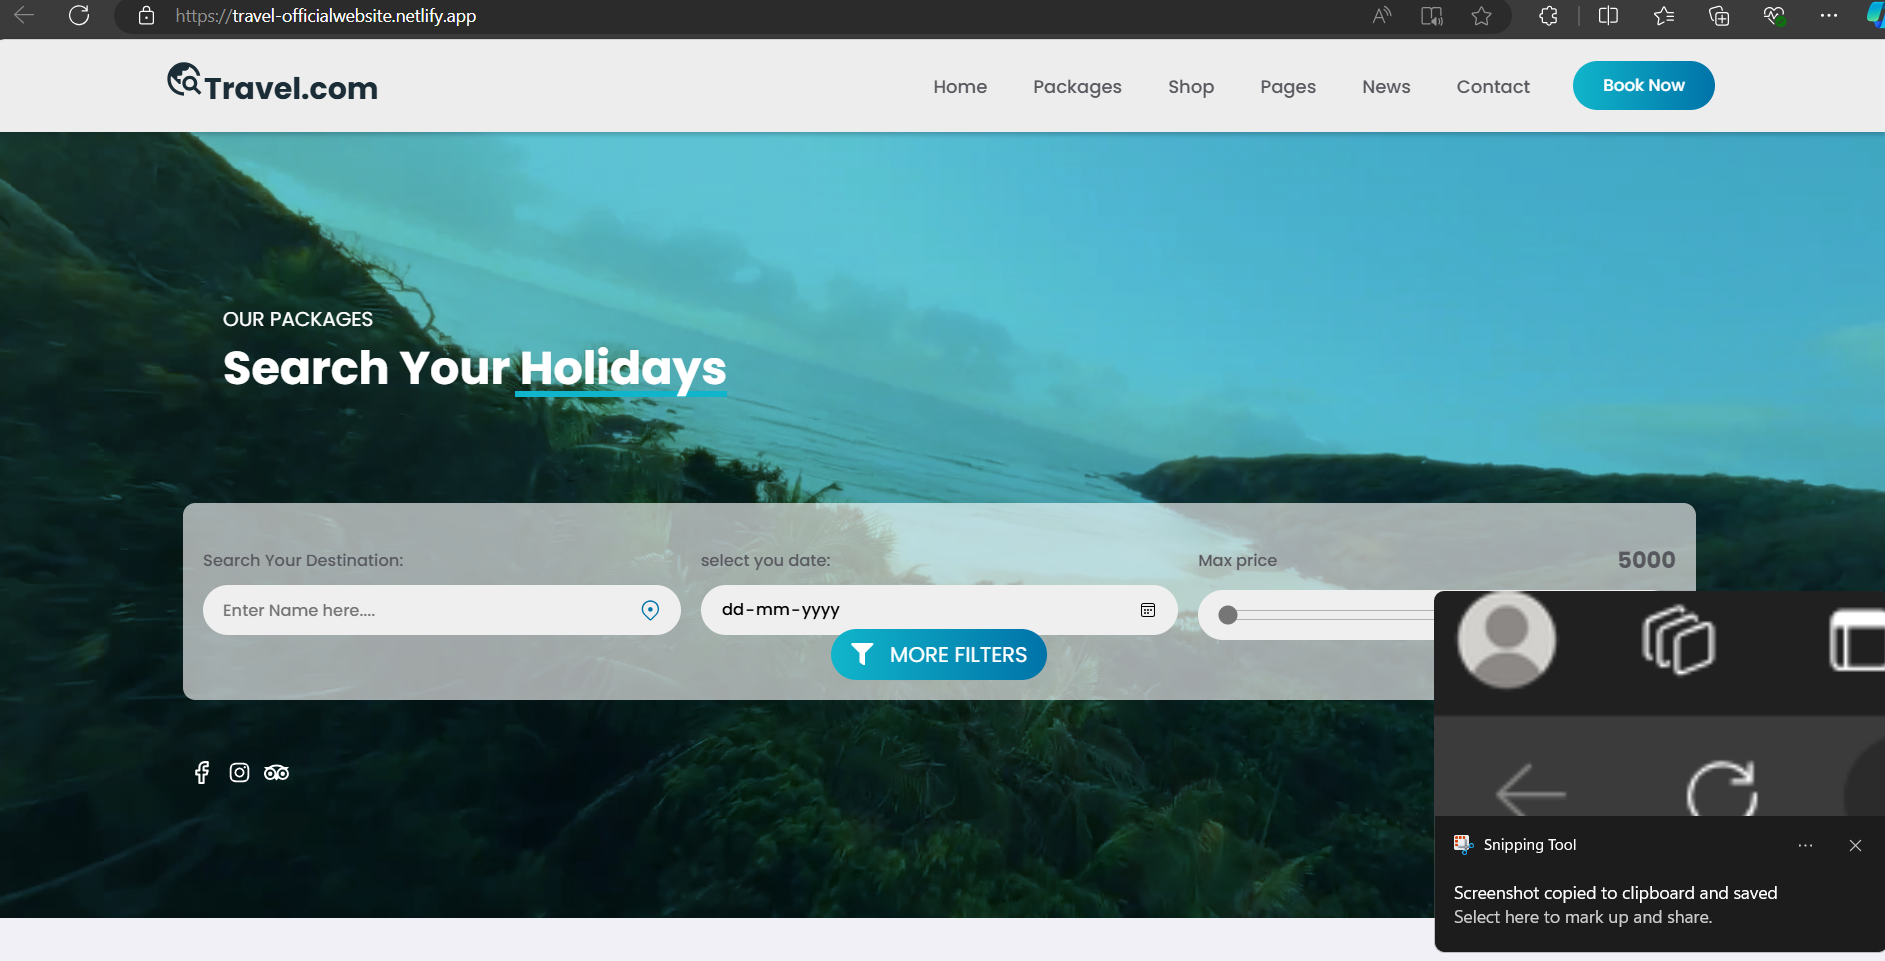 https://travel-officialwebsite.netlify.app
Travel.com
Home Packages Shop Pages News Contact Book Now
OUR PACKAGES
Search Your Holidays
Search Your Destination: select you date: Max price 5000
Enter Name here.... dd-mm-yyyy
MORE FILTERS
Snipping Tool
Screenshot copied to clipboard and saved
Select here to mark up and share.